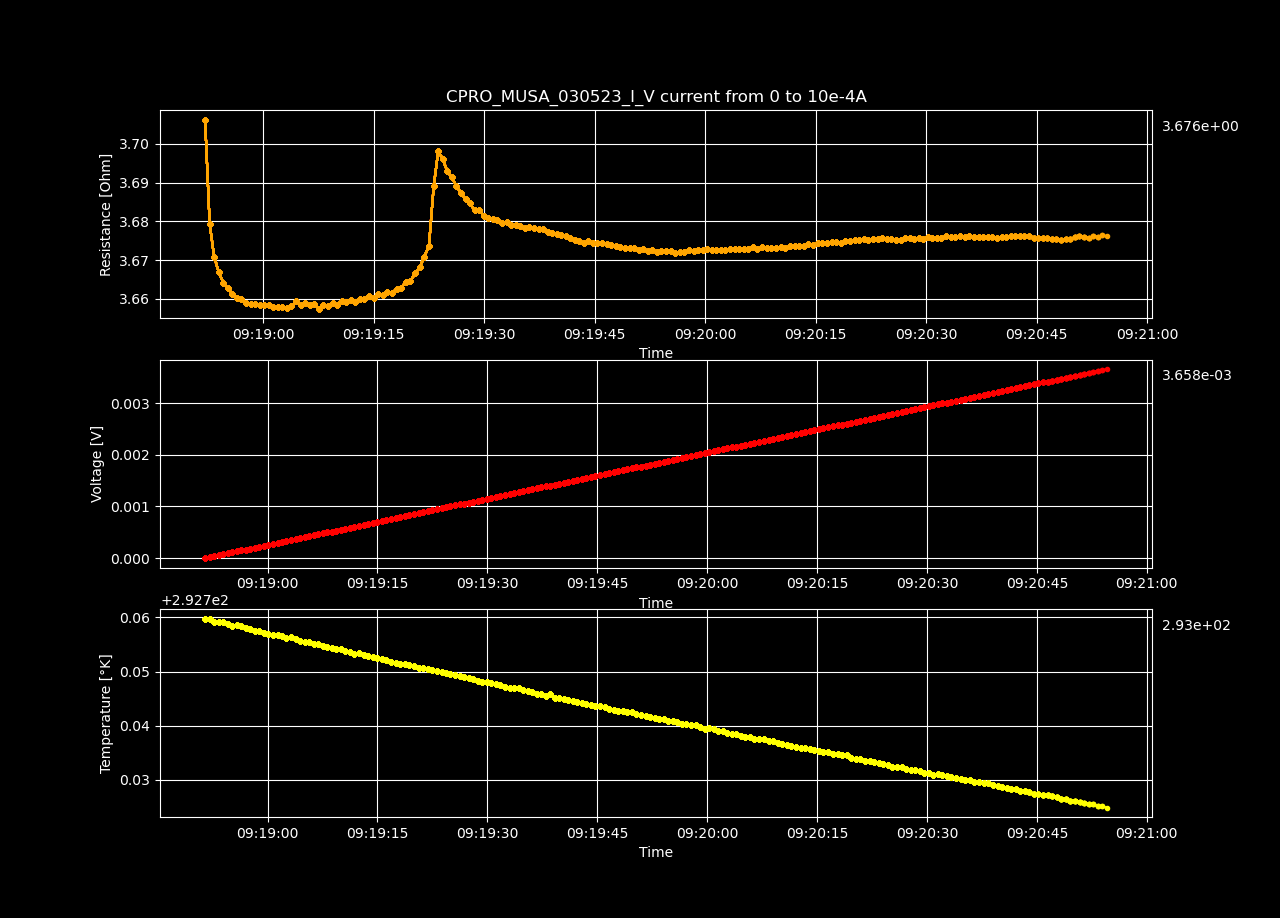 CPRO_MUSA_030523_I_V current from 0 to 10e-4A
3.676e+00
Resistance [Ohm]
3.70
3.69
3.68
3.67
3.66
09:19:00 09:19:15 09:19:30 09:19:45 09:20:00 09:20:15 09:20:30 09:20:45 09:21:00
Time
3.658e-03
Voltage [V]
0.003
0.002
0.001
0.000
09:19:00 09:19:15 09:19:30 09:19:45 09:20:00 09:20:15 09:20:30 09:20:45 09:21:00
Time
+2.927e2
2.93e+02
Temperature [°K]
0.06
0.05
0.04
0.03
09:19:00 09:19:15 09:19:30 09:19:45 09:20:00 09:20:15 09:20:30 09:20:45 09:21:00
Time